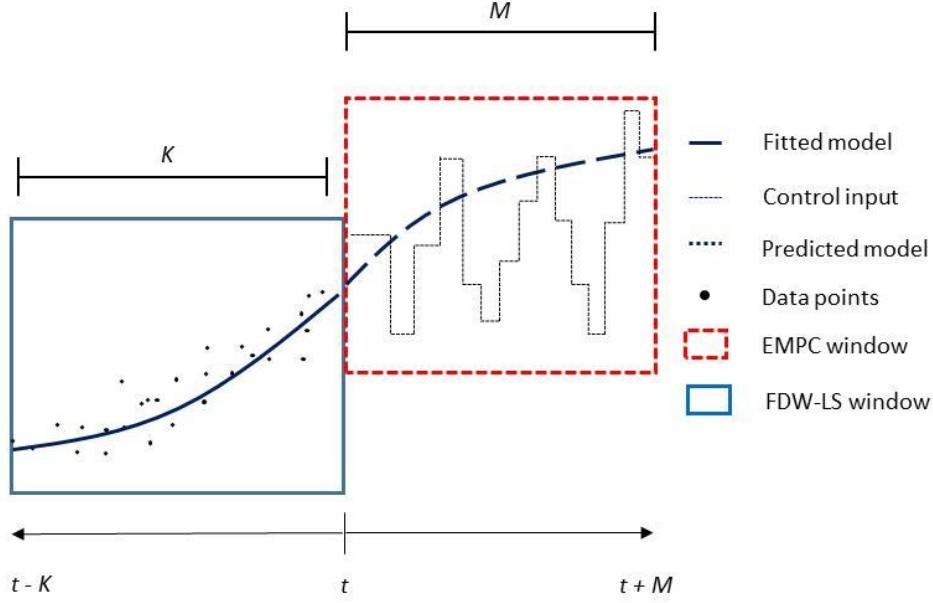 M
K
Fitted model
Control input
Predicted model
Data points
EMPC window
FDW-LS window
t - K
t
t + M